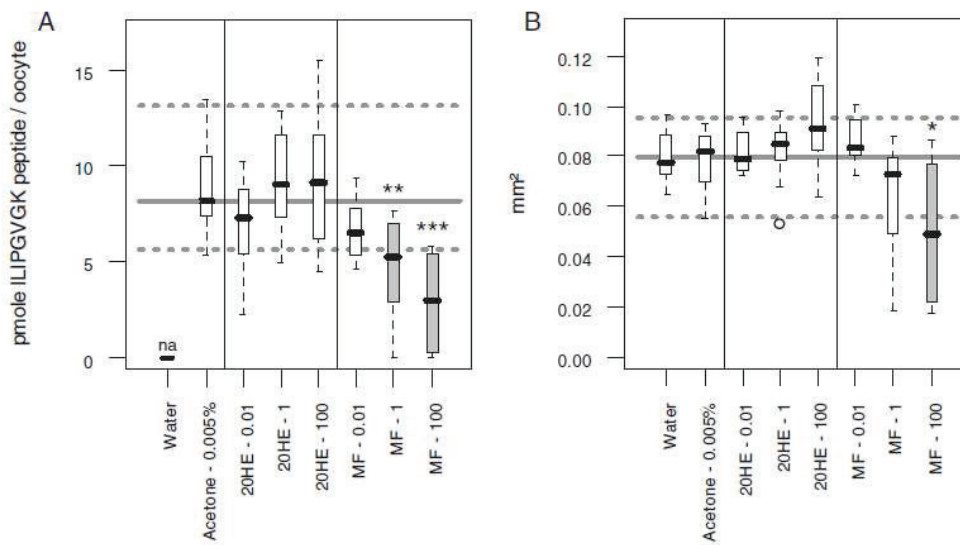 A
pmole ILIPGVGK peptide / oocyte
15
10
5
0
na
**
***
Water
Acetone - 0.005%
20HE - 0.01
20HE - 1
20HE - 100
MF - 0.01
MF - 1
MF - 100
B
mm²
0.12
0.10
0.08
0.06
0.04
0.02
0.00
*
Water
Acetone - 0.005%
20HE - 0.01
20HE - 1
20HE - 100
MF - 0.01
MF - 1
MF - 100